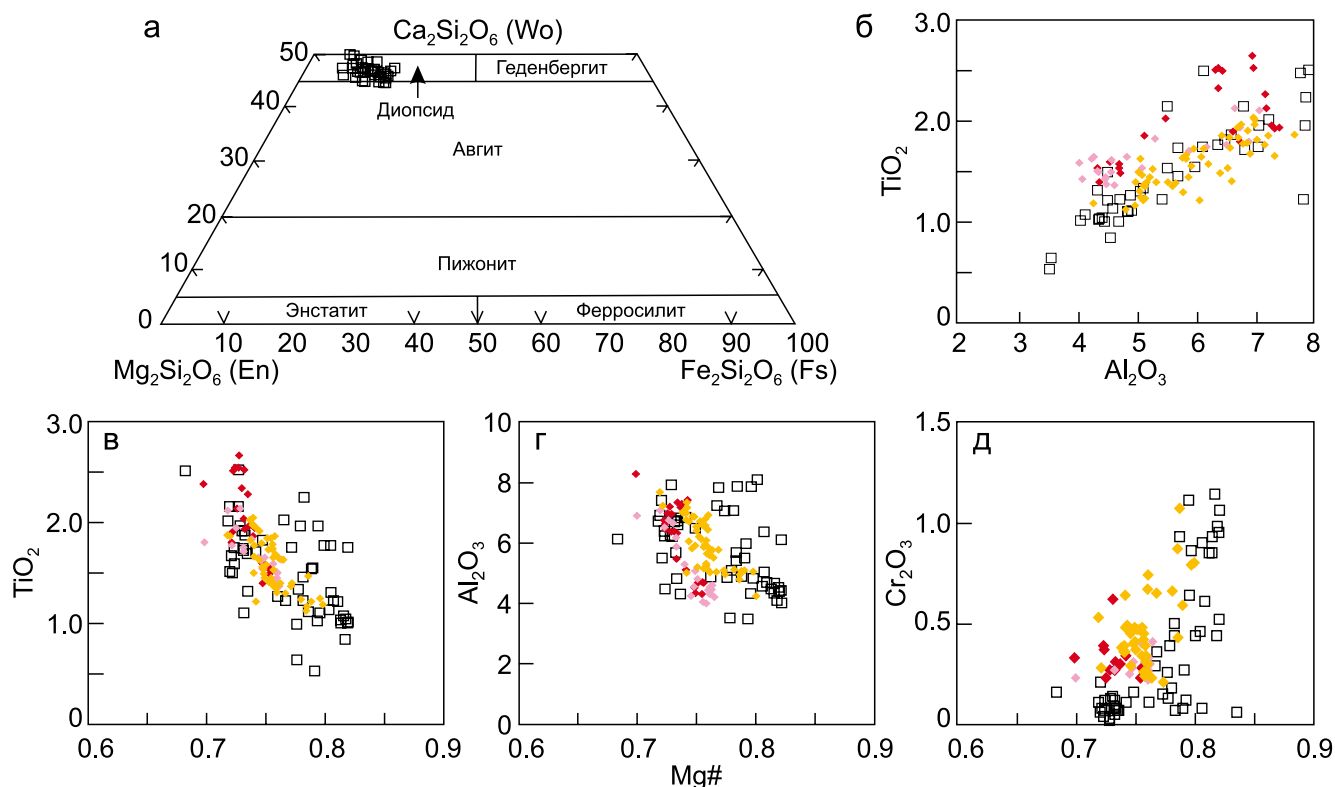 а
Ca₂Si₂O₆ (Wo)
50
Геденбергит
Диопсид
40
Авгит
30
20
Пижонит
10
Энстатит
Ферросилит
0
10 20 30 40 50 60 70 80 90 100
Mg₂Si₂O₆ (En)
Fe₂Si₂O₆ (Fs)
б
3.0
2.0
TiO₂
1.0
0
2 3 4 5 6 7 8
Al₂O₃
в
3.0
2.0
TiO₂
1.0
0
0.6 0.7 0.8 0.9
г
10
8
6
Al₂O₃
4
2
0
0.6 0.7 0.8 0.9
Mg#
д
1.5
1.0
Cr₂O₃
0.5
0
0.6 0.7 0.8 0.9